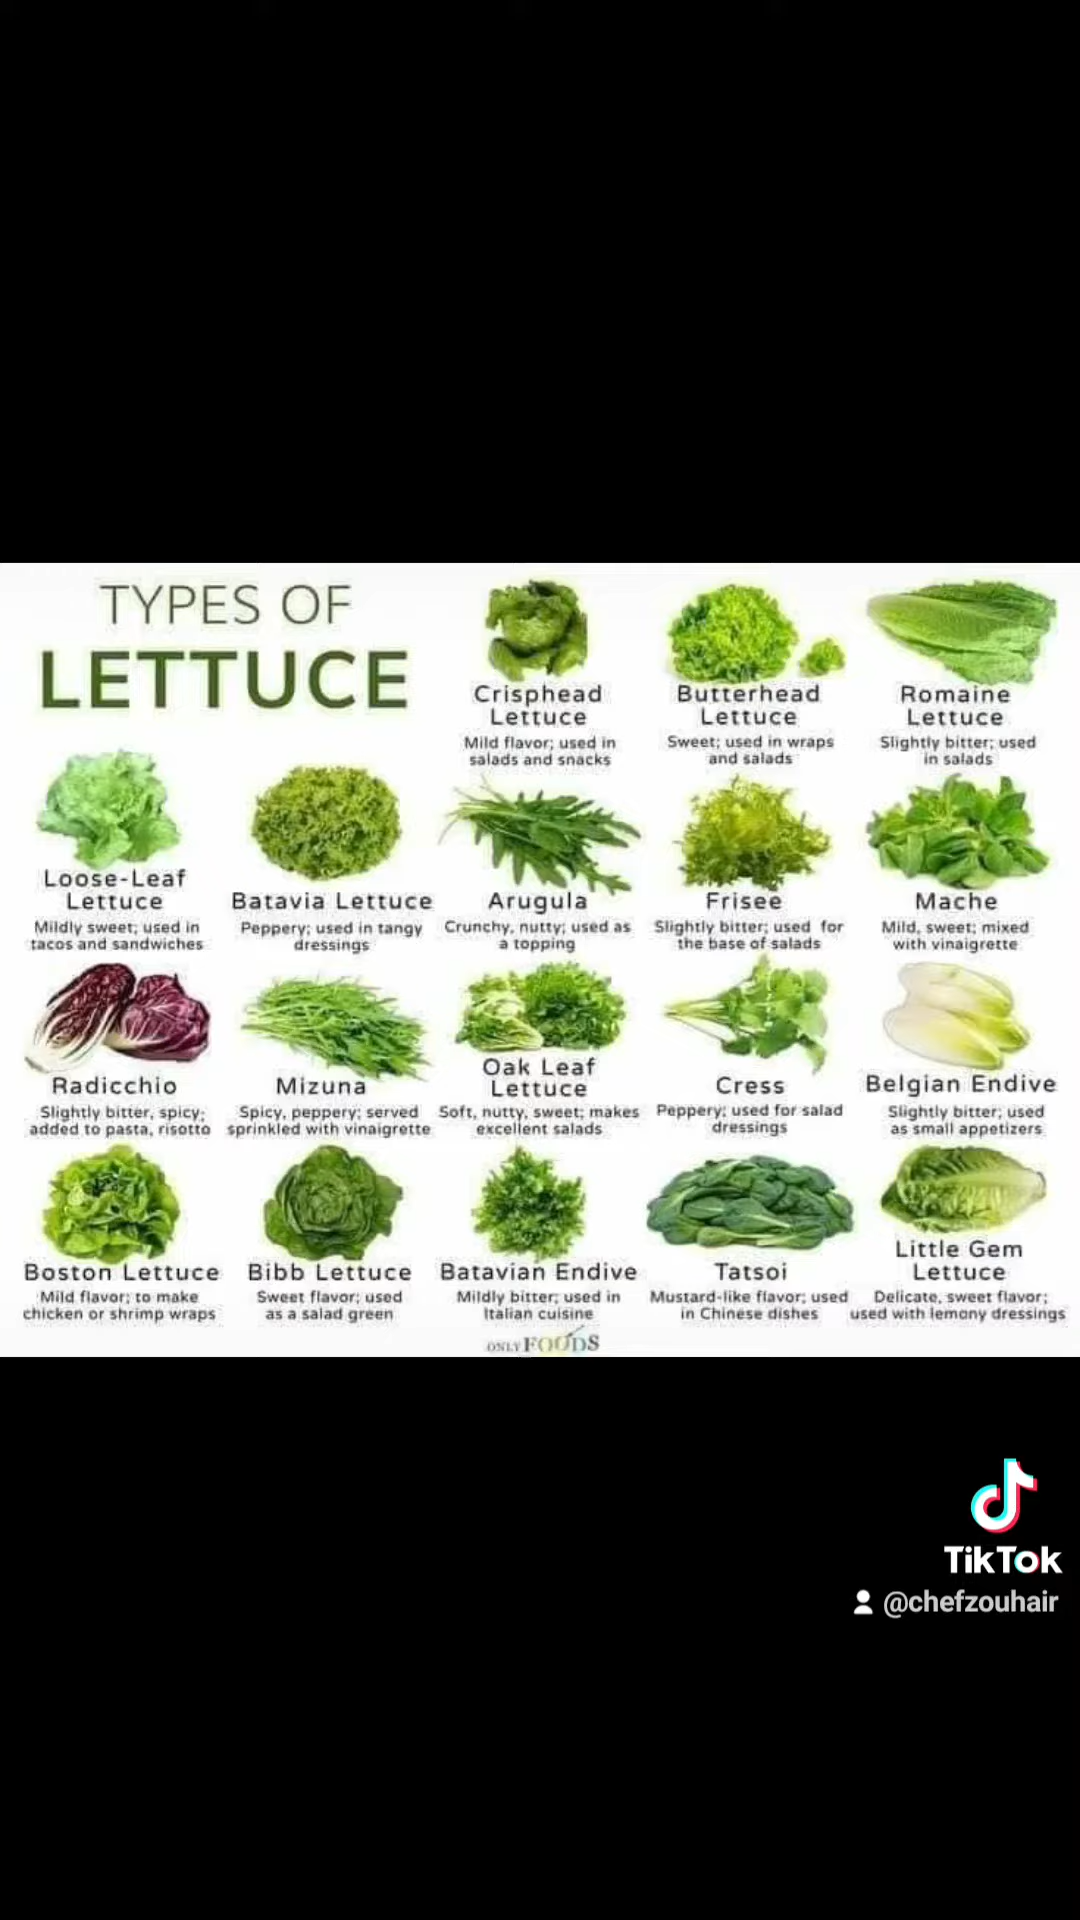 TYPES OF
LETTUCE
Crisphead
Lettuce
Mild flavor; used in
salads and snacks
Butterhead
Lettuce
Sweet; used in wraps
and salads
Romaine
Lettuce
Slightly bitter; used
in salads
Loose-Leaf
Lettuce
Mildly sweet; used in
tacos and sandwiches
Batavia Lettuce
Peppery; used in tangy
dressings
Arugula
Crunchy, nutty; used as
a topping
Frisee
Slightly bitter; used for
the base of salads
Mache
Mild, sweet; mixed
with vinaigrette
Radicchio
Slightly bitter, spicy;
added to pasta, risotto
Mizuna
Spicy, peppery; served
sprinkled with vinaigrette
Oak Leaf
Lettuce
Soft, nutty, sweet; makes
excellent salads
Cress
Peppery; used for salad
dressings
Belgian Endive
Slightly bitter; used
as small appetizers
Boston Lettuce
Mild flavor; to make
chicken or shrimp wraps
Bibb Lettuce
Sweet flavor; used
as a salad green
Batavian Endive
Mildly bitter; used in
Italian cuisine
Tatsoi
Mustard-like flavor; used
in Chinese dishes
Little Gem
Lettuce
Delicate, sweet flavor;
used with lemony dressings
ONLY FOODS
TikTok
@chefzouhair